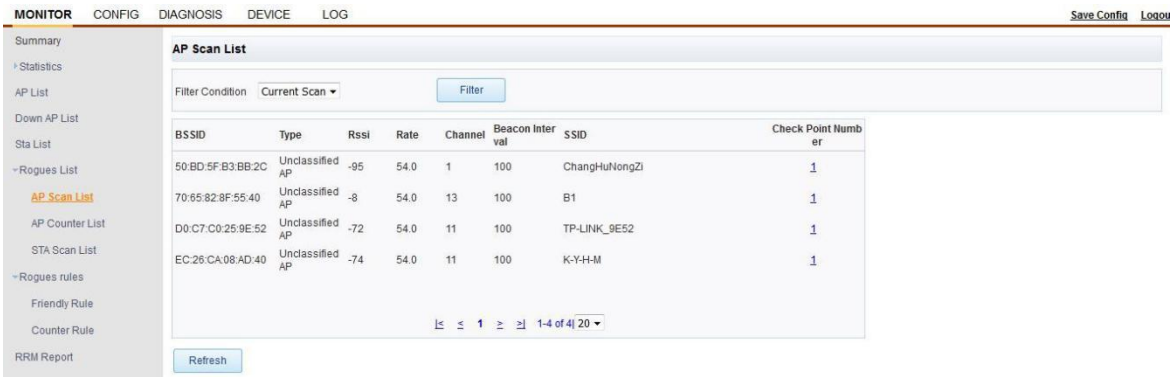 MONITOR CONFIG DIAGNOSIS DEVICE LOG
Save Config Logou
Summary
Statistics
AP List
Down AP List
Sta List
Rogues List
AP Scan List
AP Counter List
STA Scan List
Rogues rules
Friendly Rule
Counter Rule
RRM Report
AP Scan List
Filter Condition Current Scan Filter
BSSID Type Rssi Rate Channel Beacon Inter val SSID Check Point Numb er
50:BD:5F:B3:BB:2C Unclassified AP -95 54.0 1 100 ChangHuNongZi 1
70:65:82:8F:55:40 Unclassified AP -8 54.0 13 100 B1 1
D0:C7:C0:25:9E:52 Unclassified AP -72 54.0 11 100 TP-LINK_9E52 1
EC:26:CA:08:AD:40 Unclassified AP -74 54.0 11 100 K-Y-H-M 1
|< < 1 > >| 1-4 of 4| 20
Refresh